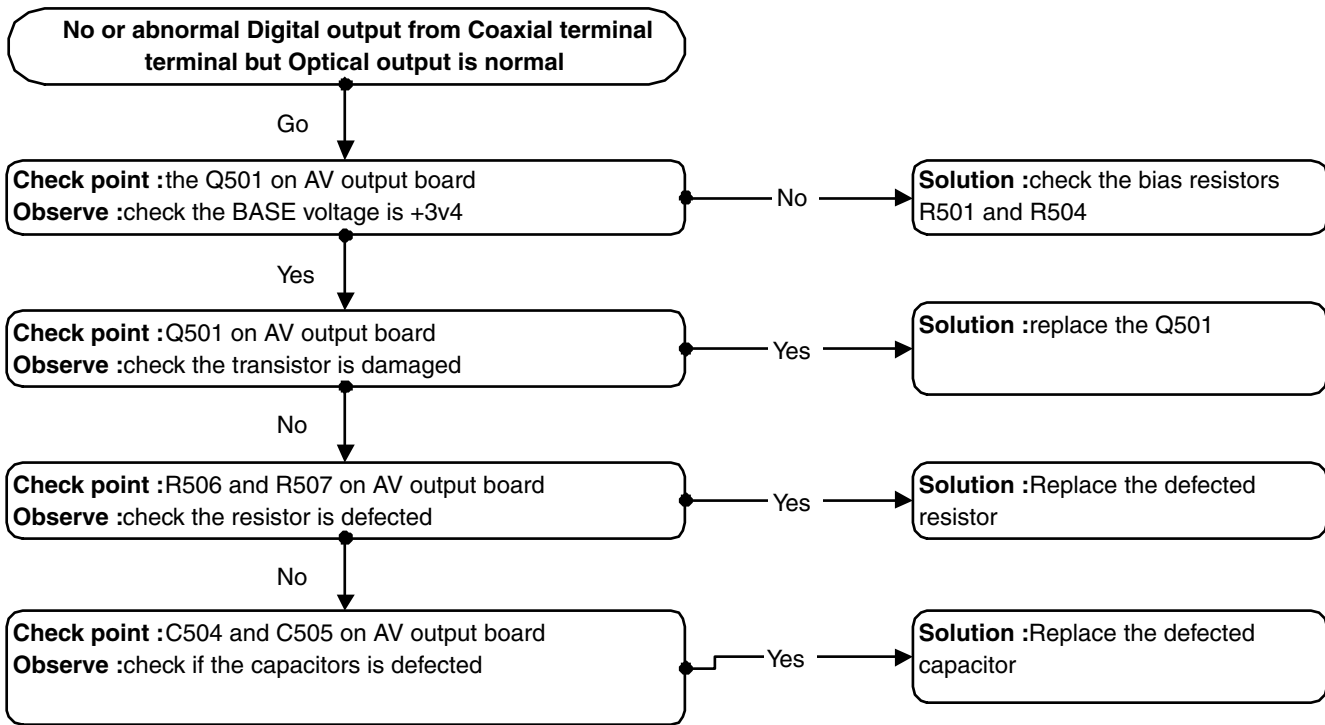 No or abnormal Digital output from Coaxial terminal
terminal but Optical output is normal
Go
Check point :the Q501 on AV output board
Observe :check the BASE voltage is +3v4
No
Solution :check the bias resistors
R501 and R504
Yes
Check point :Q501 on AV output board
Observe :check the transistor is damaged
Yes
Solution :replace the Q501
No
Check point :R506 and R507 on AV output board
Observe :check the resistor is defected
Yes
Solution :Replace the defected
resistor
No
Check point :C504 and C505 on AV output board
Observe :check if the capacitors is defected
Yes
Solution :Replace the defected
capacitor